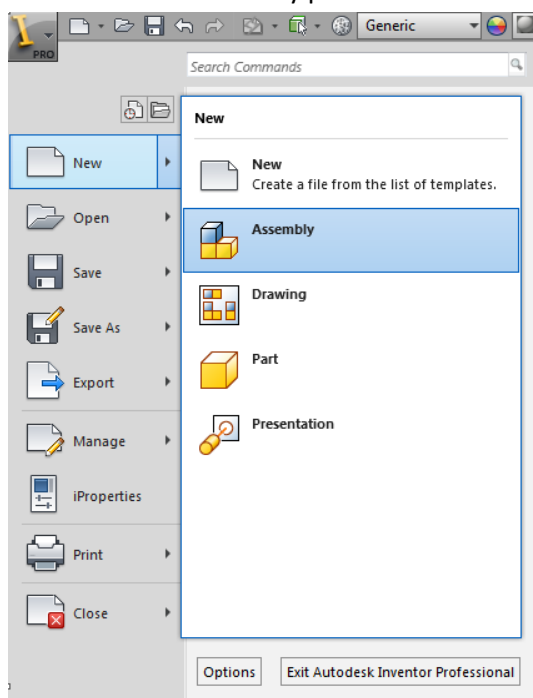 Generic
PRO
Search Commands
New
New
New
Create a file from the list of templates.
Open
Assembly
Save
Drawing
Save As
Part
Export
Presentation
Manage
iProperties
Print
Close
Options
Exit Autodesk Inventor Professional